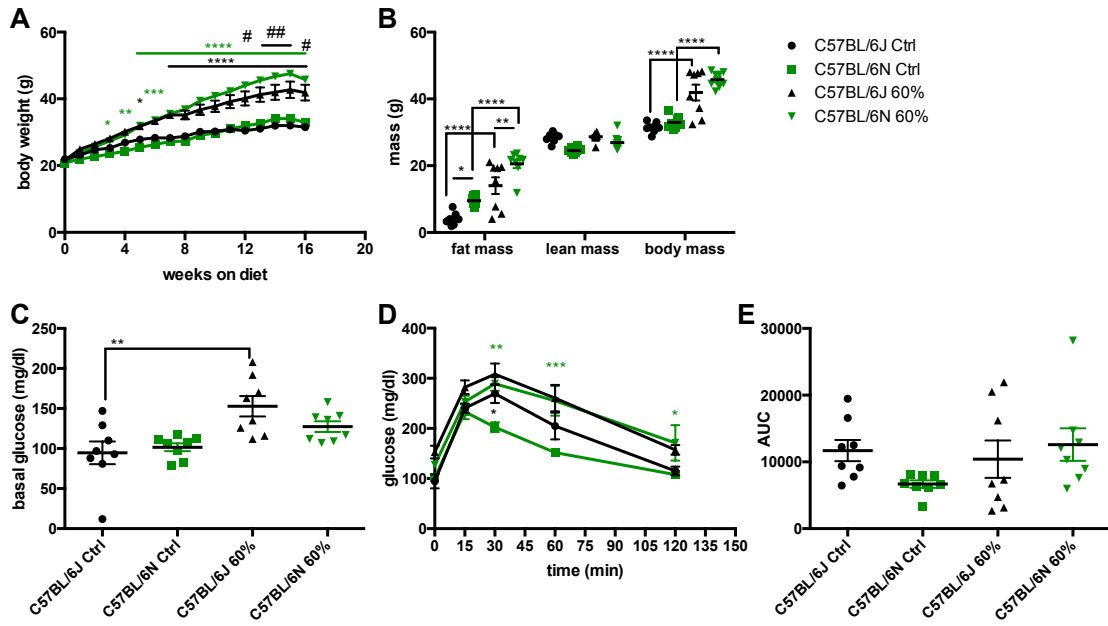 A
body weight (g)
60
40
20
0
#
##
#
****
****
*
**
*
***
0
4
8
12
16
20
weeks on diet
B
mass (g)
60
40
20
0
****
*
****
**
****
****
fat mass
lean mass
body mass
C57BL/6J Ctrl
C57BL/6N Ctrl
C57BL/6J 60%
C57BL/6N 60%
C
basal glucose (mg/dl)
250
200
150
100
50
0
**
C57BL/6J Ctrl
C57BL/6N Ctrl
C57BL/6J 60%
C57BL/6N 60%
D
glucose (mg/dl)
400
300
200
100
0
**
***
*
*
0
15
30
45
60
75
90
105
120
135
150
time (min)
E
AUC
30000
20000
10000
0
C57BL/6J Ctrl
C57BL/6N Ctrl
C57BL/6J 60%
C57BL/6N 60%